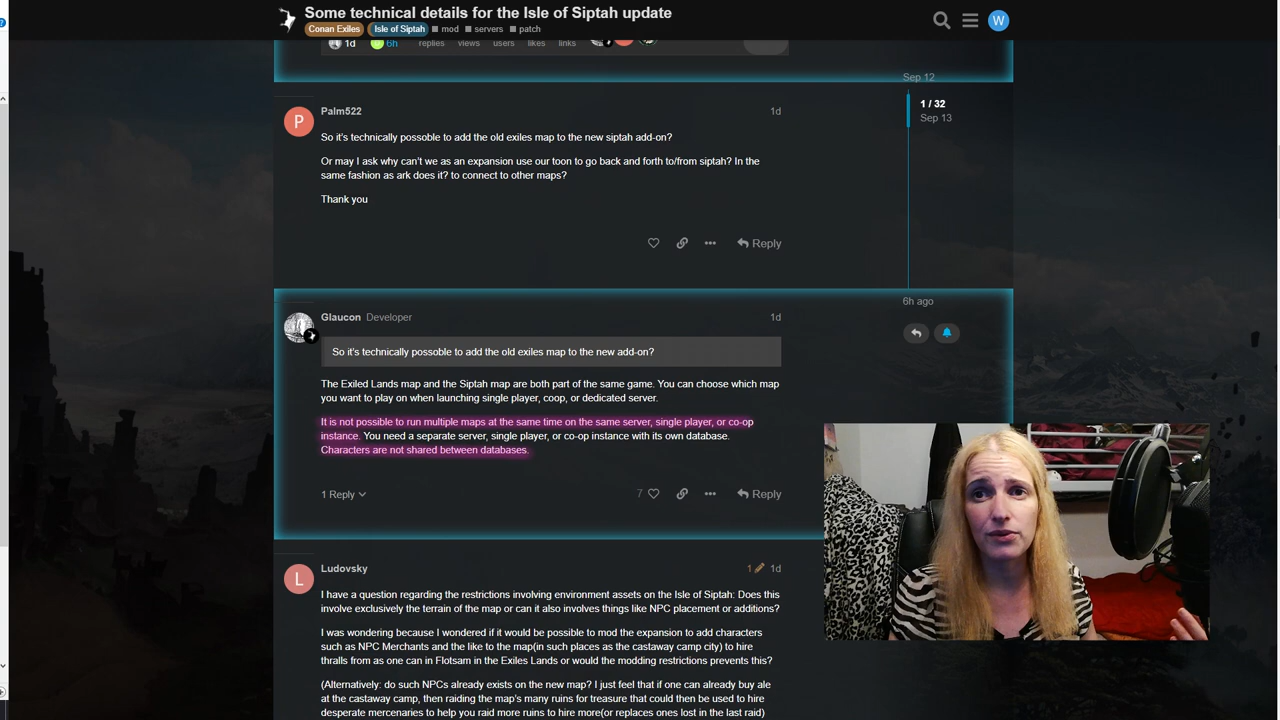 Some technical details for the Isle of Siptah update
Conan Exiles Isle of Siptah mod servers patch
W
1d 6h replies views users likes links
Sep 12
P
Palm522 1d
1 / 32
Sep 13
So it's technically possoble to add the old exiles map to the new siptah add-on?
Or may I ask why can't we as an expansion use our toon to go back and forth to/from siptah? In the
same fashion as ark does it? to connect to other maps?
Thank you
Reply
6h ago
Glaucon Developer 1d
So it's technically possoble to add the old exiles map to the new add-on?
The Exiled Lands map and the Siptah map are both part of the same game. You can choose which map
you want to play on when launching single player, coop, or dedicated server.
It is not possible to run multiple maps at the same time on the same server, single player, or co-op
instance. You need a separate server, single player, or co-op instance with its own database.
Characters are not shared between databases.
1 Reply 7 Reply
L
Ludovsky 1 1d
I have a question regarding the restrictions involving environment assets on the Isle of Siptah: Does this
involve exclusively the terrain of the map or can it also involves things like NPC placement or additions?
I was wondering because I wondered if it would be possible to mod the expansion to add characters
such as NPC Merchants and the like to the map(in such places as the castaway camp city) to hire
thralls from as one can in Flotsam in the Exiles Lands or would the modding restrictions prevents this?
(Alternatively: do such NPCs already exists on the new map? I just feel that if one can already buy ale
at the castaway camp, then raiding the map's many ruins for treasure that could then be used to hire
desperate mercenaries to help you raid more ruins to hire more(or replaces ones lost in the last raid)